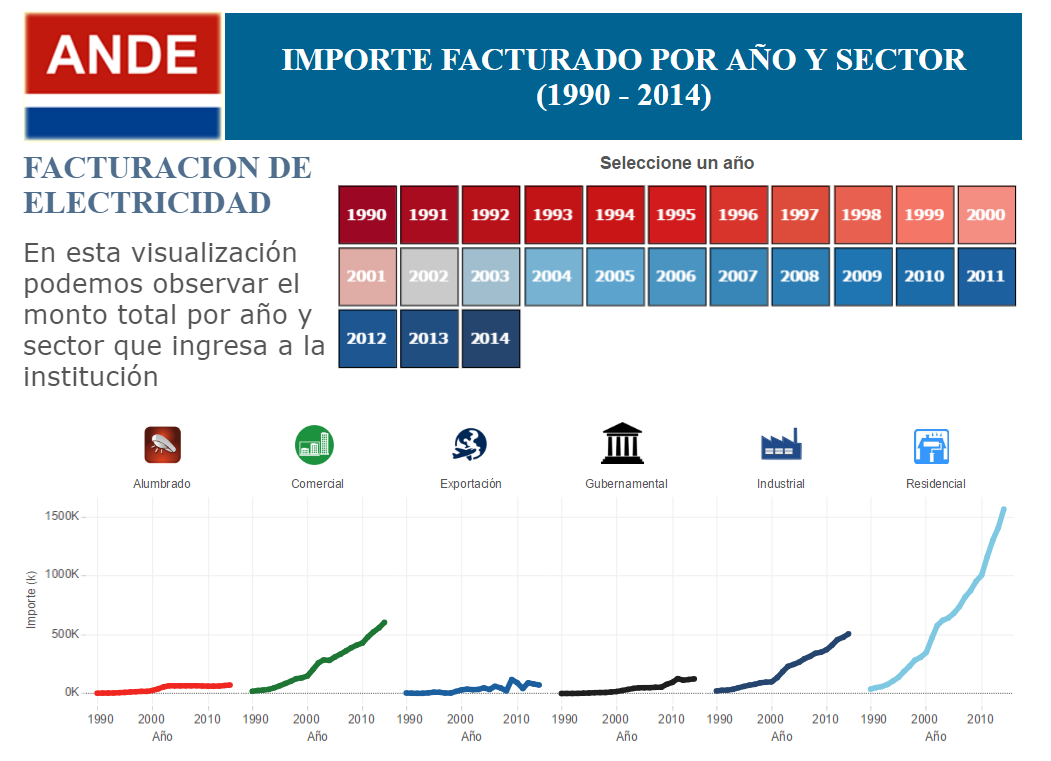 ANDE
IMPORTE FACTURADO POR AÑO Y SECTOR
(1990 - 2014)
FACTURACION DE
ELECTRICIDAD
En esta visualización
podemos observar el
monto total por año y
sector que ingresa a la
institución
Seleccione un año
1990 1991 1992 1993 1994 1995 1996 1997 1998 1999 2000
2001 2002 2003 2004 2005 2006 2007 2008 2009 2010 2011
2012 2013 2014
Alumbrado Comercial Exportación Gubernamental Industrial Residencial
Importe (k)
1500K
1000K
500K
0K
1990 2000 2010 1990 2000 2010 1990 2000 2010 1990 2000 2010 1990 2000 2010 1990 2000 2010
Año Año Año Año Año Año